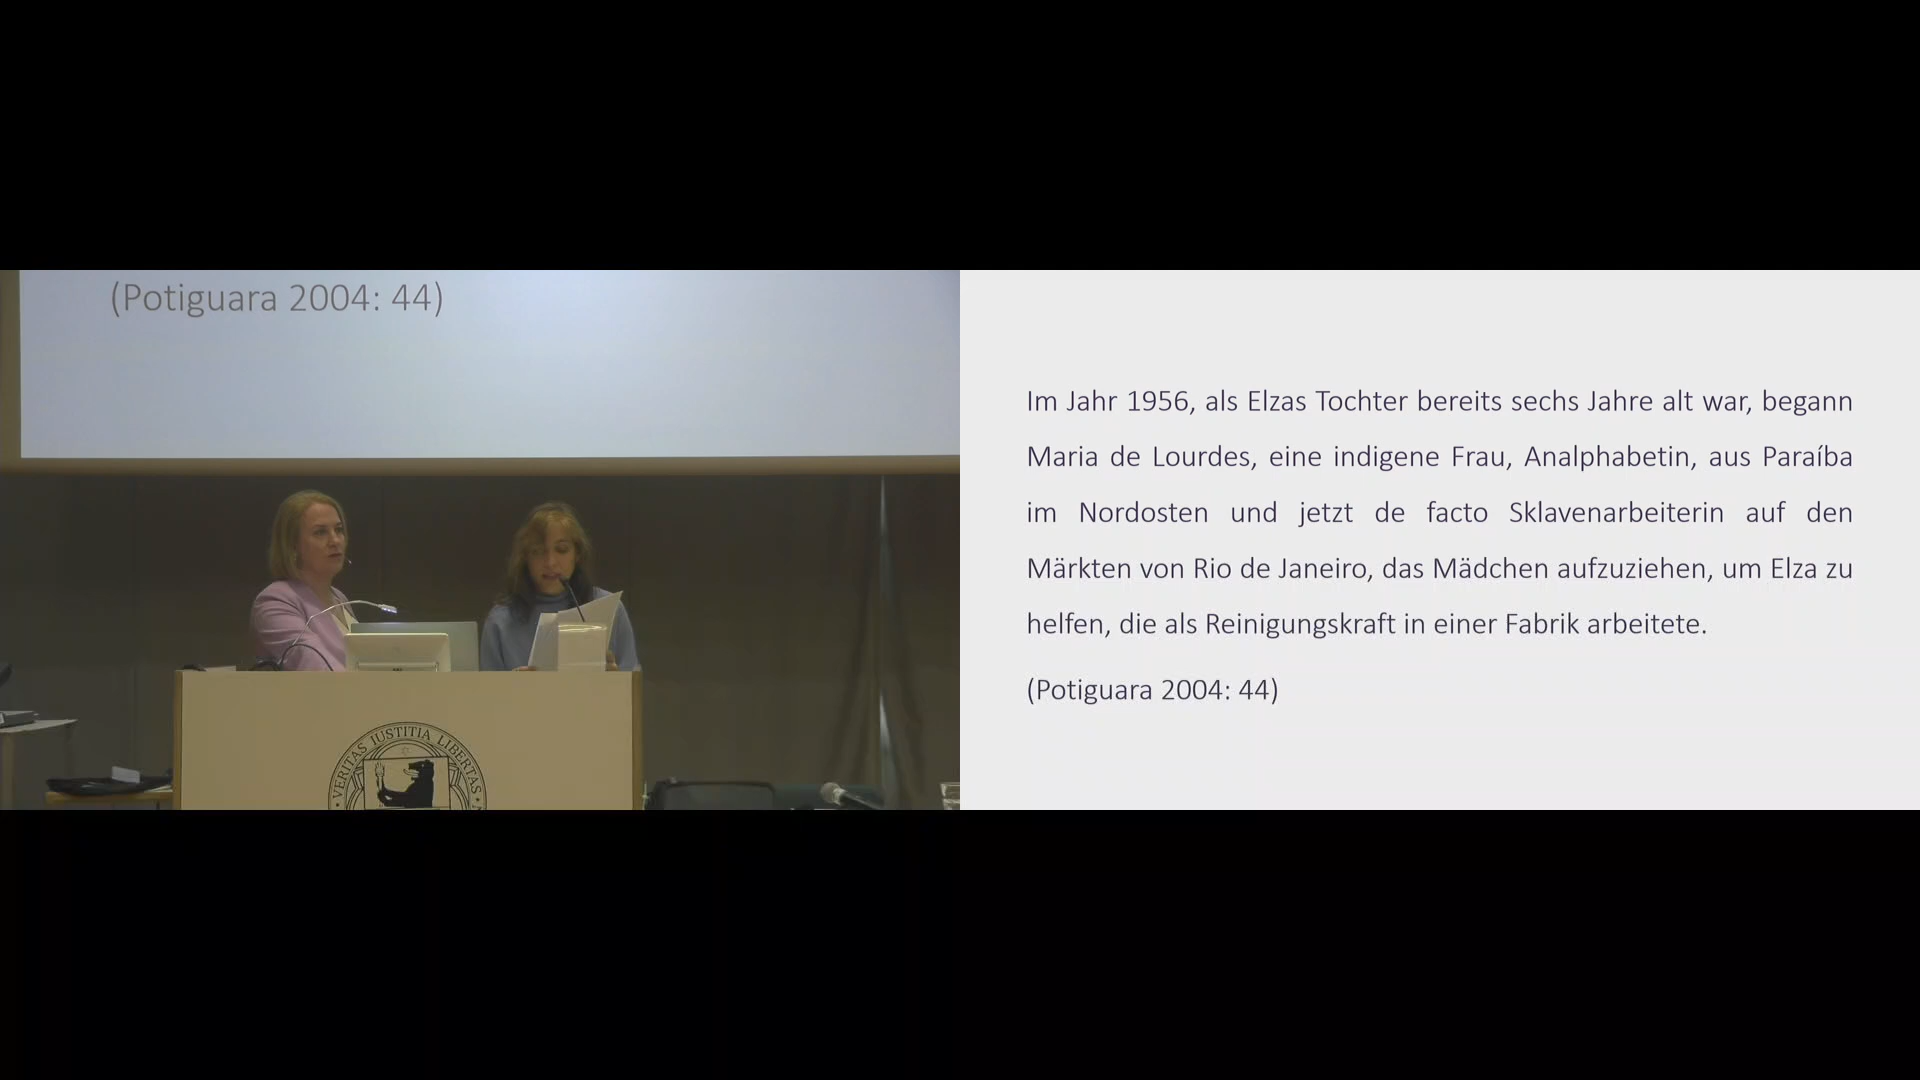 (Potiguara 2004: 44)
VERITAS IUSTITIA LIBERTAS
Im Jahr 1956, als Elzas Tochter bereits sechs Jahre alt war, begann
Maria de Lourdes, eine indigene Frau, Analphabetin, aus Paraíba
im Nordosten und jetzt de facto Sklavenarbeiterin auf den
Märkten von Rio de Janeiro, das Mädchen aufzuziehen, um Elza zu
helfen, die als Reinigungskraft in einer Fabrik arbeitete.
(Potiguara 2004: 44)